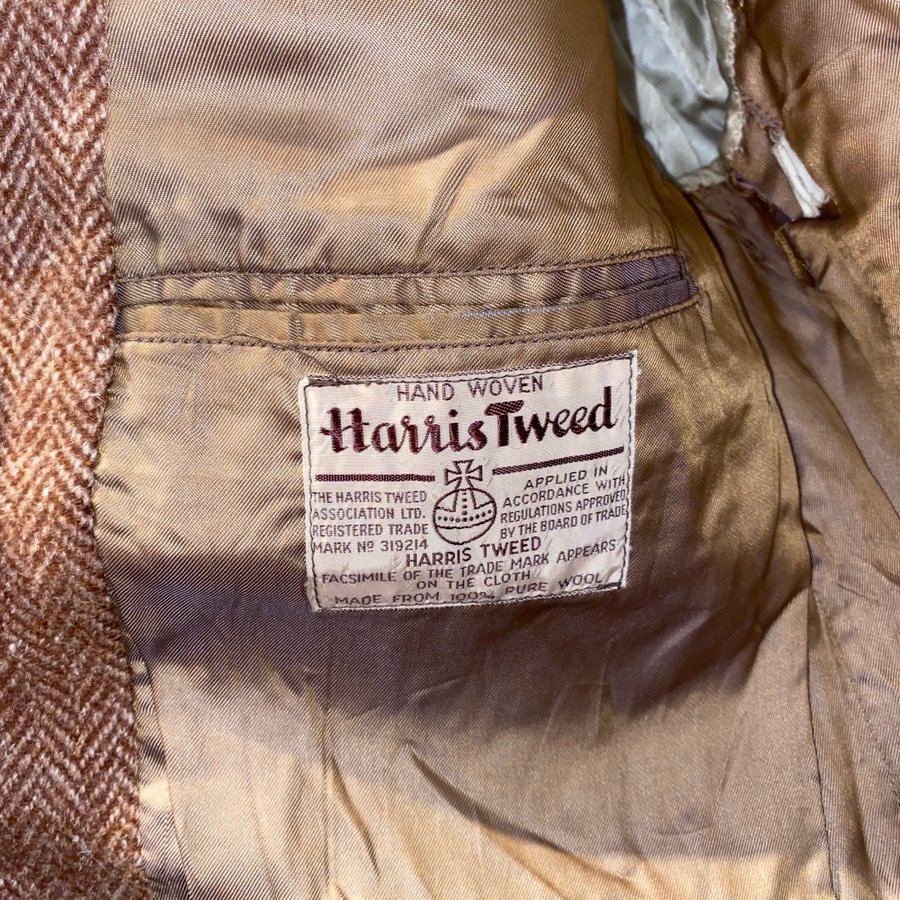 HAND WOVEN
Harris Tweed
THE HARRIS TWEED
ASSOCIATION LTD.
REGISTERED TRADE
MARK Nº 319214
APPLIED IN
ACCORDANCE WITH
REGULATIONS APPROVED
BY THE BOARD OF TRADE
HARRIS TWEED
FACSIMILE OF THE TRADE MARK APPEARS
ON THE CLOTH
MADE FROM 100% PURE WOOL